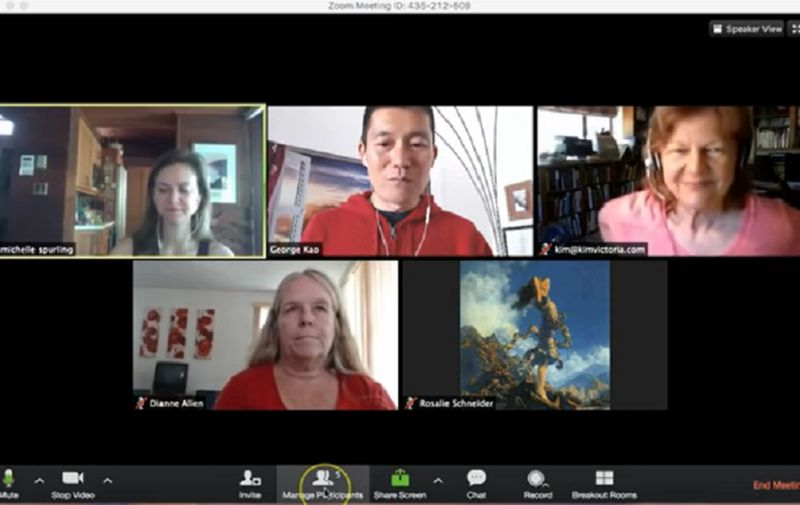 Zoom Meeting ID: 435-212-509
Speaker View
michelle spurling
George Kao
kim@kimvictoria.com
Dianne Allen
Rosalie Schneider
Mute
Stop Video
Invite
Manage Participants
5
Share Screen
Chat
Record
Breakout Rooms
End Meetin